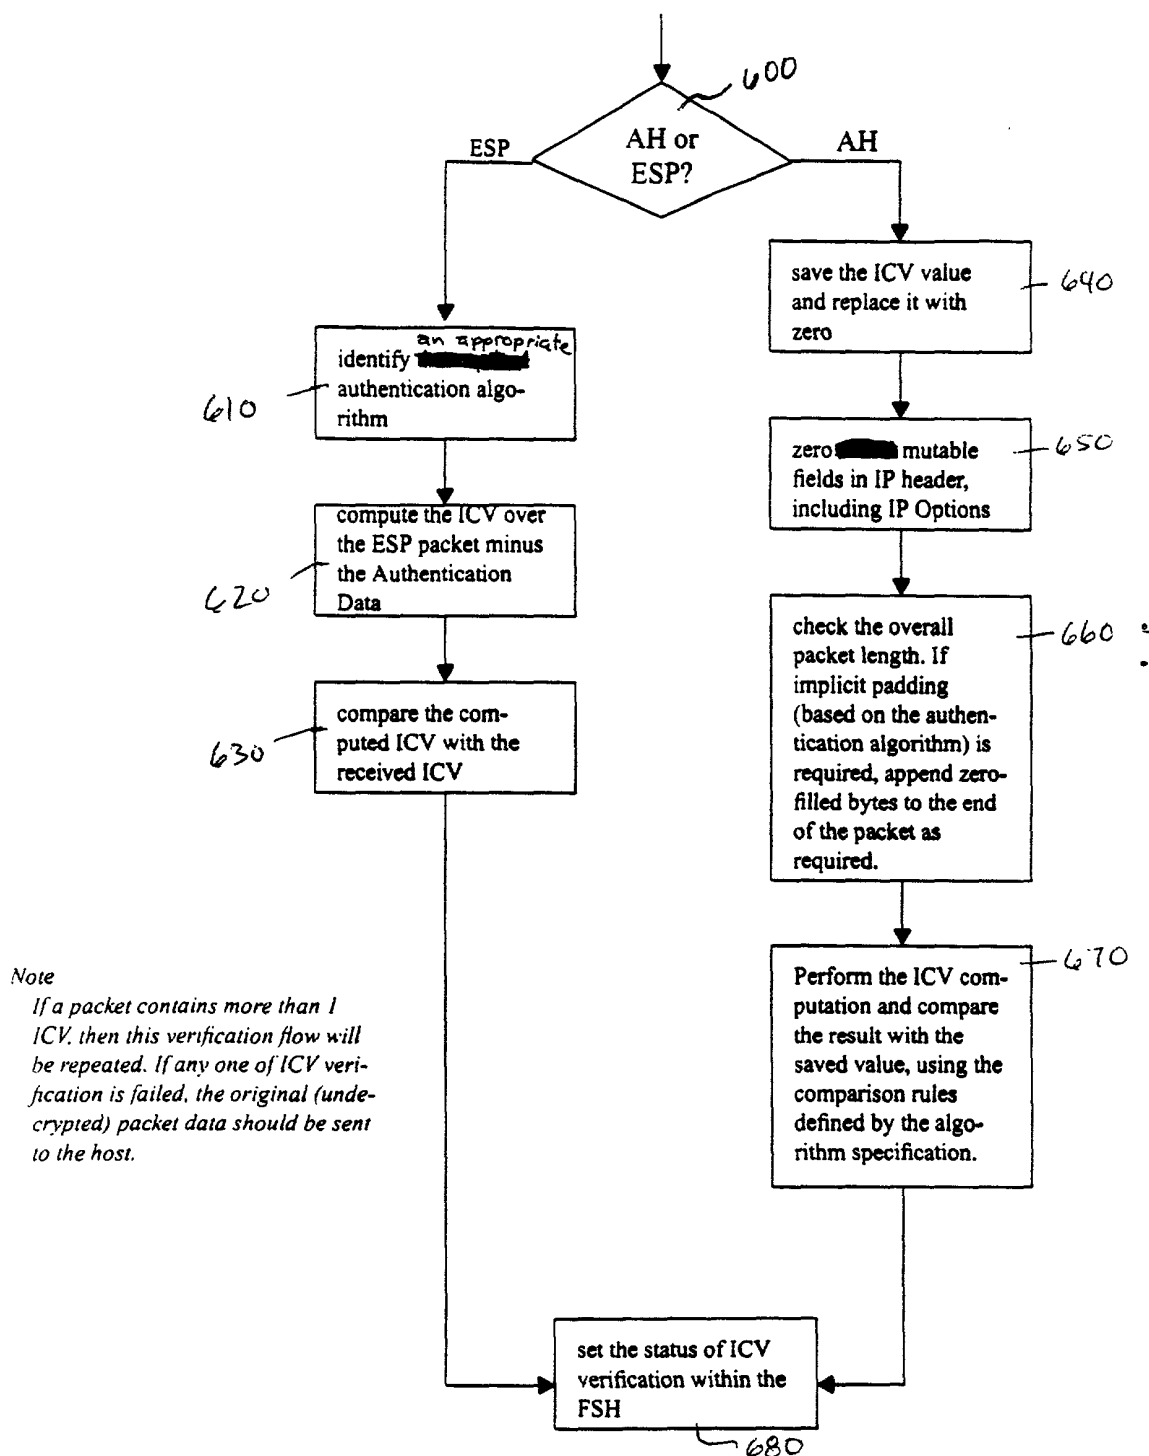 600
AH or
ESP?
ESP
AH
save the ICV value
and replace it with
zero
640
an appropriate
identify
authentication algo-
rithm
610
zero mutable
fields in IP header,
including IP Options
650
compute the ICV over
the ESP packet minus
the Authentication
Data
620
check the overall
packet length. If
implicit padding
(based on the authen-
tication algorithm) is
required, append zero-
filled bytes to the end
of the packet as
required.
660
compare the com-
puted ICV with the
received ICV
630
Perform the ICV com-
putation and compare
the result with the
saved value, using the
comparison rules
defined by the algo-
rithm specification.
670
Note
If a packet contains more than 1
ICV, then this verification flow will
be repeated. If any one of ICV veri-
fication is failed, the original (unde-
crypted) packet data should be sent
to the host.
set the status of ICV
verification within the
FSH
680